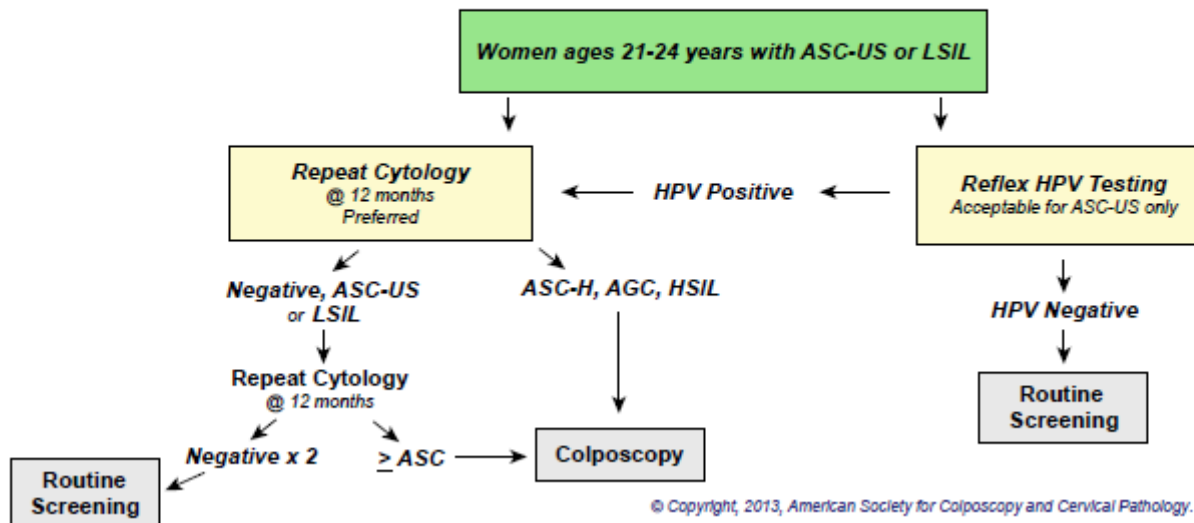 Women ages 21-24 years with ASC-US or LSIL
Repeat Cytology
@ 12 months
Preferred
HPV Positive
Reflex HPV Testing
Acceptable for ASC-US only
Negative, ASC-US
or LSIL
ASC-H, AGC, HSIL
HPV Negative
Repeat Cytology
@ 12 months
Routine
Screening
Negative x 2
≥ ASC
Colposcopy
Routine
Screening
© Copyright, 2013, American Society for Colposcopy and Cervical Pathology.